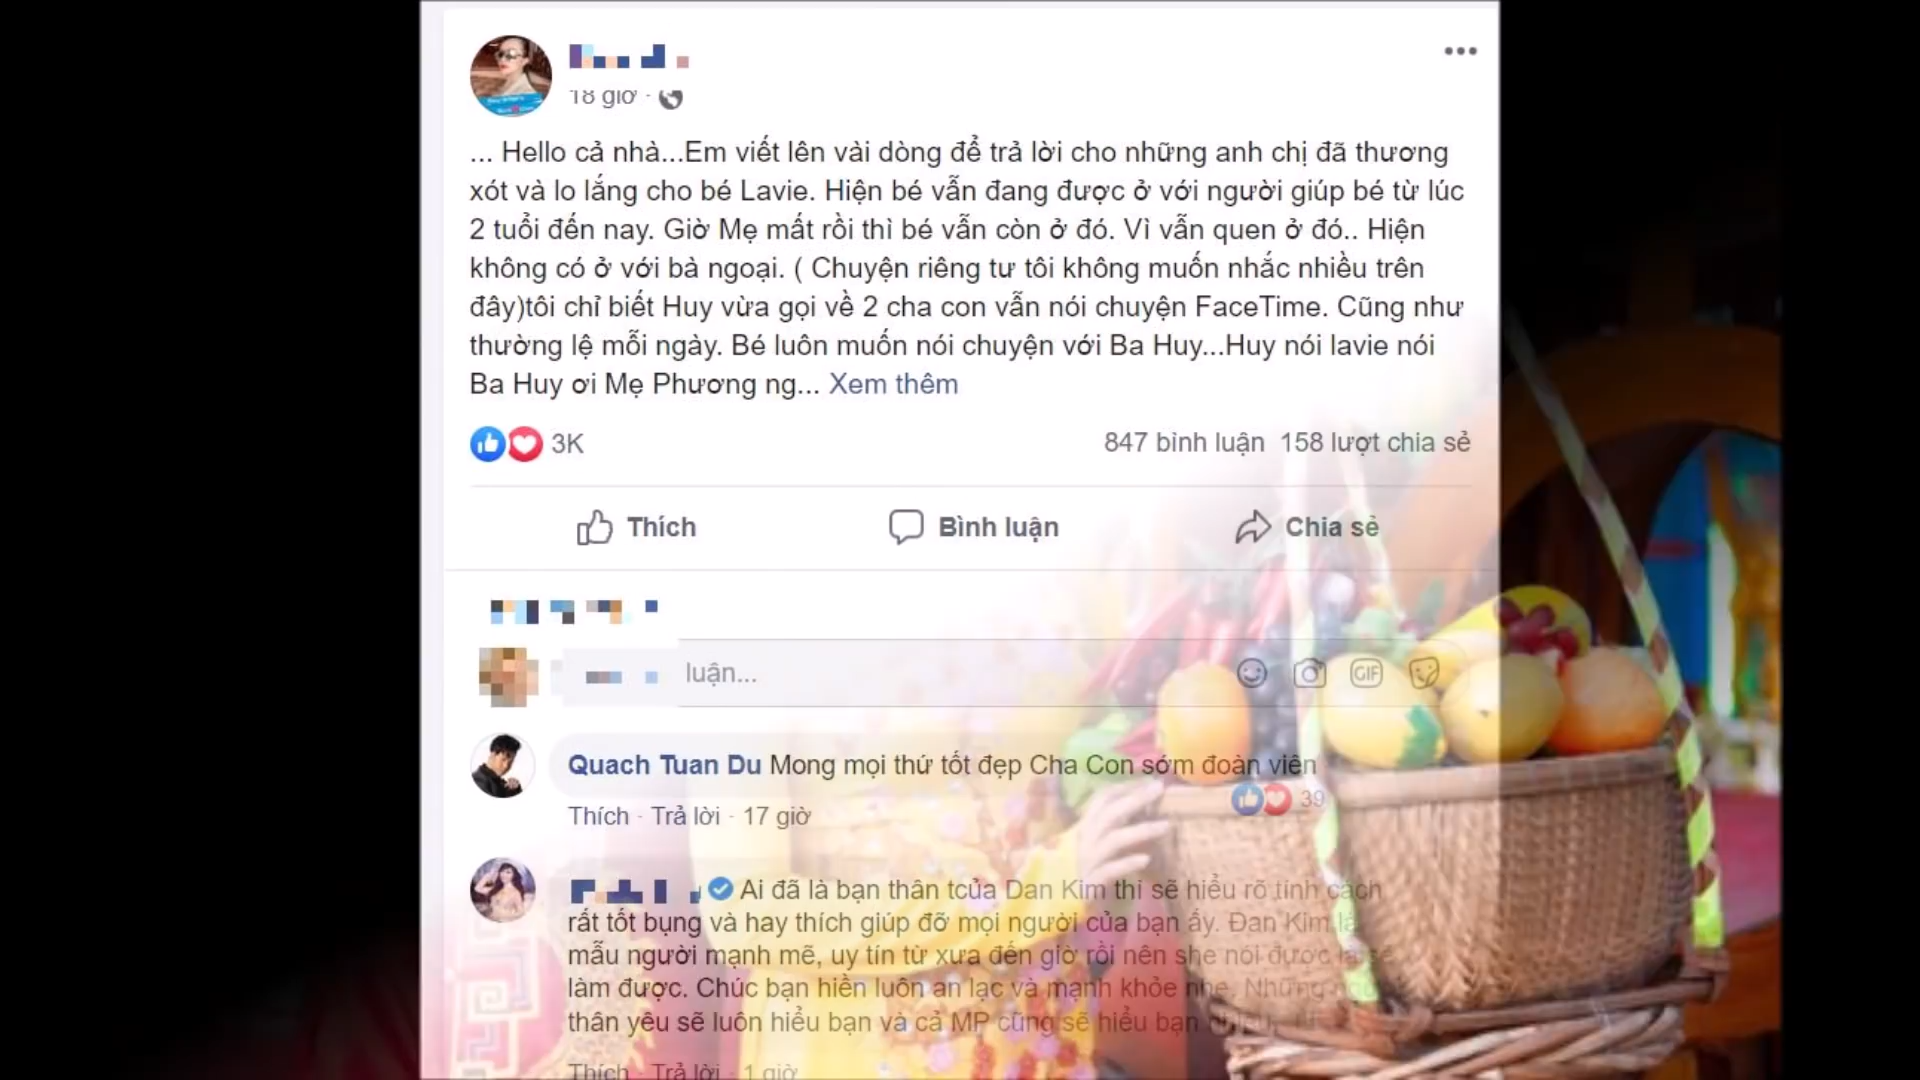 18 giờ ·
... Hello cả nhà...Em viết lên vài dòng để trả lời cho những anh chị đã thương
xót và lo lắng cho bé Lavie. Hiện bé vẫn đang được ở với người giúp bé từ lúc
2 tuổi đến nay. Giờ Mẹ mất rồi thì bé vẫn còn ở đó. Vì vẫn quen ở đó.. Hiện
không có ở với bà ngoại. ( Chuyện riêng tư tôi không muốn nhắc nhiều trên
đây)tôi chỉ biết Huy vừa gọi về 2 cha con vẫn nói chuyện FaceTime. Cũng như
thường lệ mỗi ngày. Bé luôn muốn nói chuyện với Ba Huy...Huy nói lavie nói
Ba Huy ơi Mẹ Phương ng... Xem thêm
3K
847 bình luận 158 lượt chia sẻ
Thích
Bình luận
Chia sẻ
luận...
GIF
Quach Tuan Du Mong mọi thứ tốt đẹp Cha Con sớm đoàn viên
39
Thích · Trả lời · 17 giờ
Ai đã là bạn thân tcủa Dan Kim thi sẽ hiểu rõ tính cách
rất tốt bụng và hay thích giúp đỡ mọi người của bạn ấy. Đan Kim là
mẫu người mạnh mẽ, uy tín từ xưa đến giờ rồi nên she nói được là sẽ
làm được. Chúc bạn hiền luôn an lạc và mạnh khỏe nhe. Những
thân yêu sẽ luôn hiểu bạn và cả MP cũng sẽ hiểu bạn
Thích · Trả lời · 1 giờ